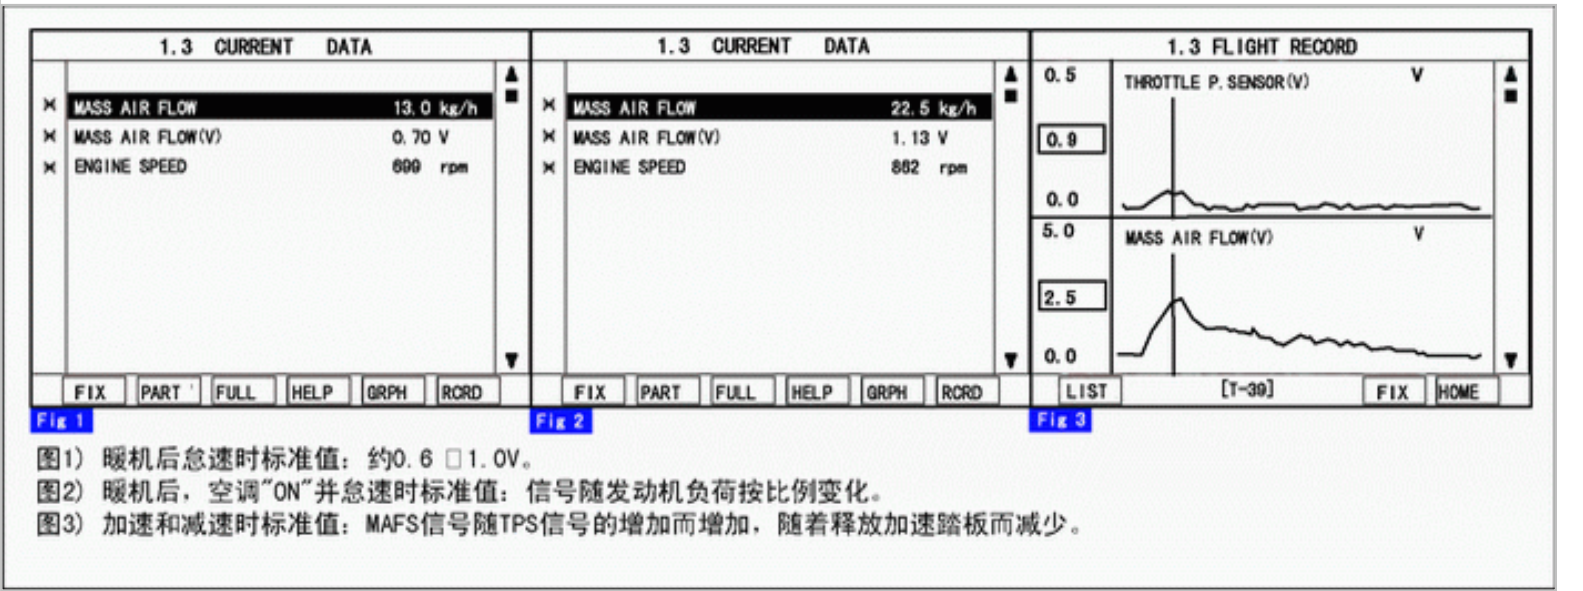 1.3 CURRENT DATA
MASS AIR FLOW 13.0 kg/h
MASS AIR FLOW(V) 0.70 V
ENGINE SPEED 699 rpm
FIX PART FULL HELP GRPH RCRD
Fig 1
1.3 CURRENT DATA
MASS AIR FLOW 22.5 kg/h
MASS AIR FLOW(V) 1.13 V
ENGINE SPEED 862 rpm
FIX PART FULL HELP GRPH RCRD
Fig 2
1.3 FLIGHT RECORD
0.5 THROTTLE P.SENSOR(V) V
0.9
0.0
5.0 MASS AIR FLOW(V) V
2.5
0.0
LIST [T-39] FIX HOME
Fig 3
图1) 暖机后怠速时标准值：约0.6 □1.0V。
图2) 暖机后，空调"ON"并怠速时标准值：信号随发动机负荷按比例变化。
图3) 加速和减速时标准值：MAFS信号随TPS信号的增加而增加，随着释放加速踏板而减少。